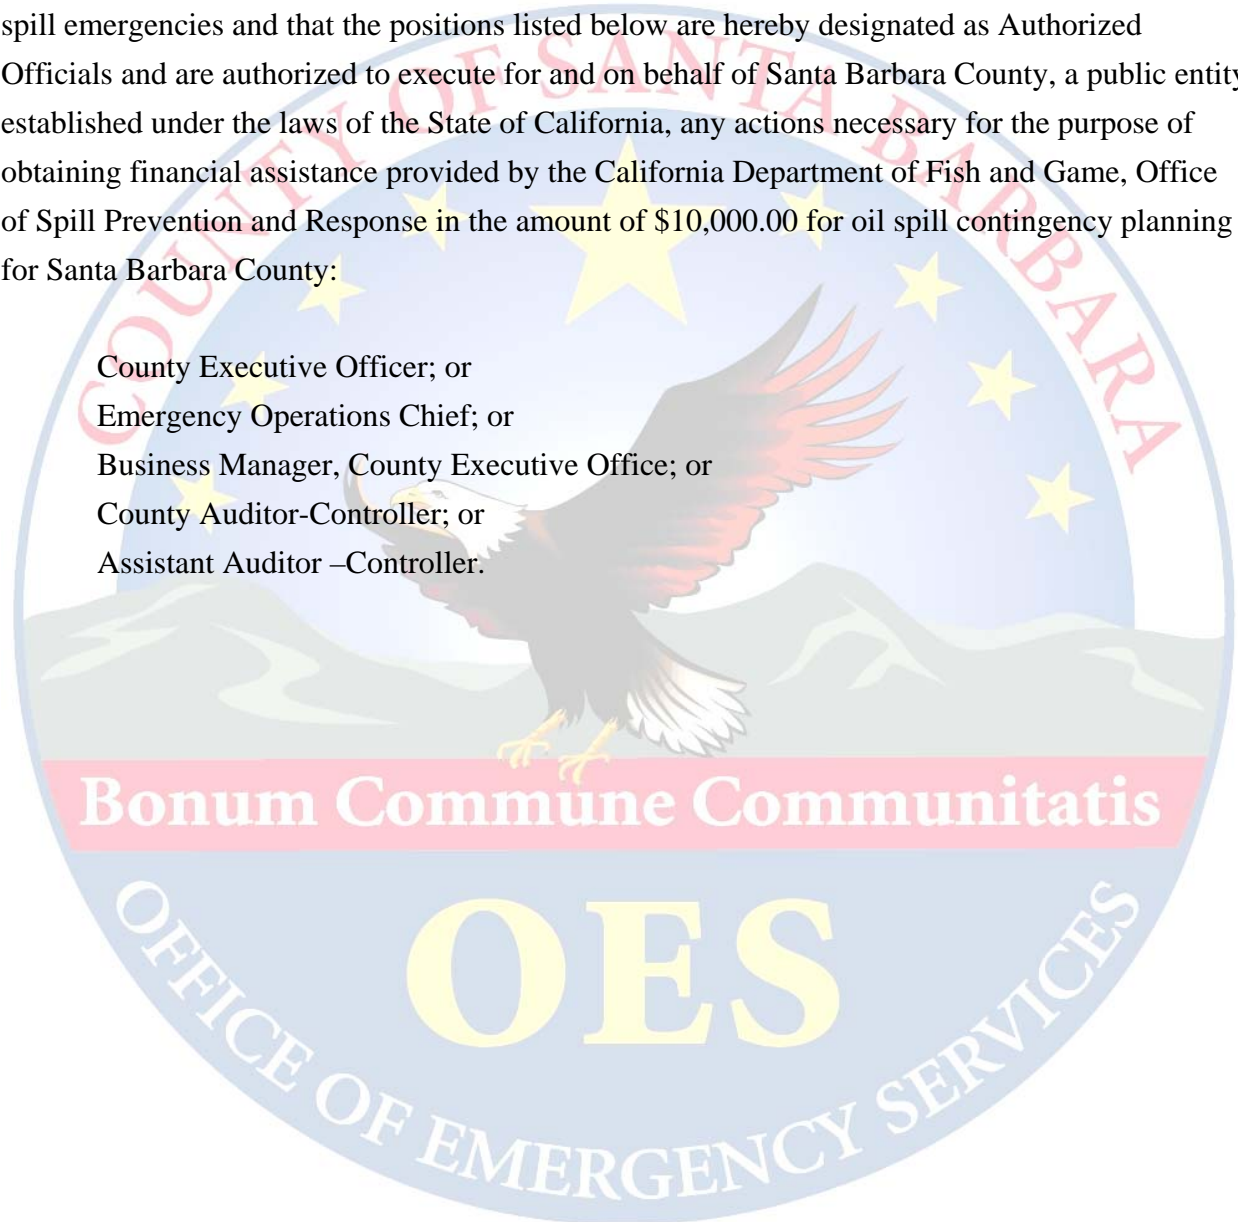 spill emergencies and that the positions listed below are hereby designated as Authorized
Officials and are authorized to execute for and on behalf of Santa Barbara County, a public entity
established under the laws of the State of California, any actions necessary for the purpose of
obtaining financial assistance provided by the California Department of Fish and Game, Office
of Spill Prevention and Response in the amount of $10,000.00 for oil spill contingency planning
for Santa Barbara County:
County Executive Officer; or
Emergency Operations Chief; or
Business Manager, County Executive Office; or
County Auditor-Controller; or
Assistant Auditor –Controller.
COUNTY OF SANTA BARBARA
Bonum Commune Communitatis
OES
OFFICE OF EMERGENCY SERVICES